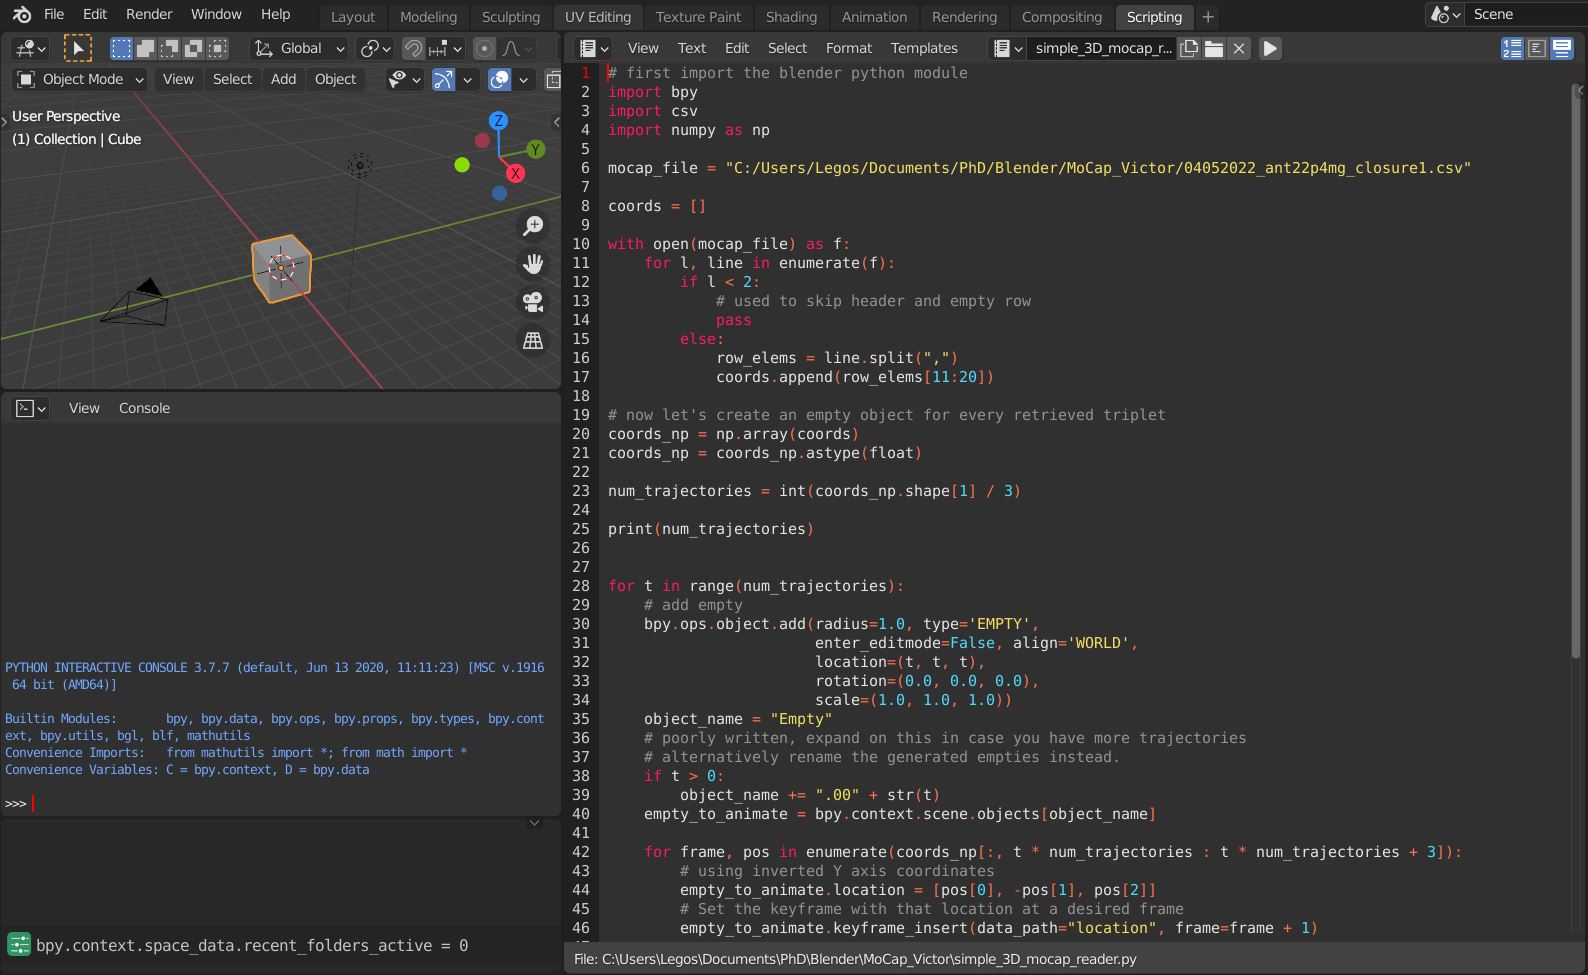 File Edit Render Window Help Layout Modeling Sculpting UV Editing Texture Paint Shading Animation Rendering Compositing Scripting + Scene
Global
Object Mode View Select Add Object
User Perspective
(1) Collection | Cube
Z
Y
X
View Console
PYTHON INTERACTIVE CONSOLE 3.7.7 (default, Jun 13 2020, 11:11:23) [MSC v.1916
64 bit (AMD64)]
Builtin Modules: bpy, bpy.data, bpy.ops, bpy.props, bpy.types, bpy.cont
ext, bpy.utils, bgl, blf, mathutils
Convenience Imports: from mathutils import *; from math import *
Convenience Variables: C = bpy.context, D = bpy.data
>>>
bpy.context.space_data.recent_folders_active = 0
View Text Edit Select Format Templates simple_3D_mocap_r...
1 # first import the blender python module
2 import bpy
3 import csv
4 import numpy as np
5
6 mocap_file = "C:/Users/Legos/Documents/PhD/Blender/MoCap_Victor/04052022_ant22p4mg_closure1.csv"
7
8 coords = []
9
10 with open(mocap_file) as f:
11     for l, line in enumerate(f):
12         if l < 2:
13             # used to skip header and empty row
14             pass
15         else:
16             row_elems = line.split(",")
17             coords.append(row_elems[11:20])
18
19 # now let's create an empty object for every retrieved triplet
20 coords_np = np.array(coords)
21 coords_np = coords_np.astype(float)
22
23 num_trajectories = int(coords_np.shape[1] / 3)
24
25 print(num_trajectories)
26
27
28 for t in range(num_trajectories):
29     # add empty
30     bpy.ops.object.add(radius=1.0, type='EMPTY',
31                        enter_editmode=False, align='WORLD',
32                        location=(t, t, t),
33                        rotation=(0.0, 0.0, 0.0),
34                        scale=(1.0, 1.0, 1.0))
35     object_name = "Empty"
36     # poorly written, expand on this in case you have more trajectories
37     # alternatively rename the generated empties instead.
38     if t > 0:
39         object_name += ".00" + str(t)
40     empty_to_animate = bpy.context.scene.objects[object_name]
41
42     for frame, pos in enumerate(coords_np[:, t * num_trajectories : t * num_trajectories + 3]):
43         # using inverted Y axis coordinates
44         empty_to_animate.location = [pos[0], -pos[1], pos[2]]
45         # Set the keyframe with that location at a desired frame
46         empty_to_animate.keyframe_insert(data_path="location", frame=frame + 1)
File: C:\Users\Legos\Documents\PhD\Blender\MoCap_Victor\simple_3D_mocap_reader.py